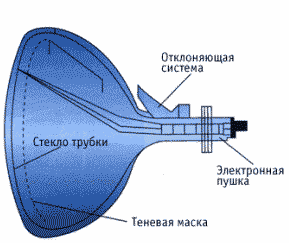 Отклоняющая
система
Стекло трубки
Электронная
пушка
Теневая маска